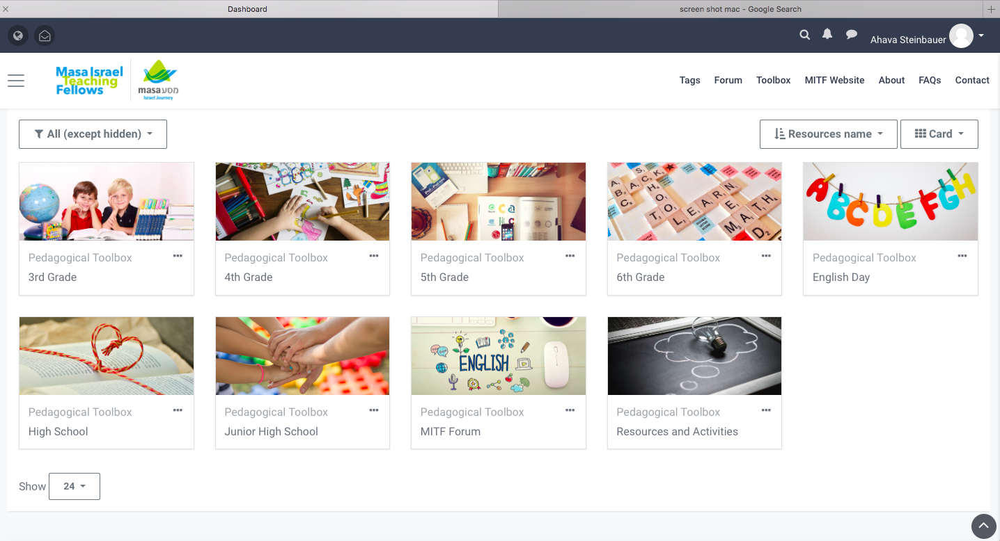 Dashboard
screen shot mac - Google Search
Ahava Steinbauer
Masa Israel
Teaching
Fellows
masa מסע
Israel Journey
Tags Forum Toolbox MITF Website About FAQs Contact
All (except hidden)
Resources name
Card
BACK
SCHOOL
LEARN
MATH
ABCDEFGH
Pedagogical Toolbox
3rd Grade
Pedagogical Toolbox
4th Grade
Pedagogical Toolbox
5th Grade
Pedagogical Toolbox
6th Grade
Pedagogical Toolbox
English Day
ENGLISH
Pedagogical Toolbox
High School
Pedagogical Toolbox
Junior High School
Pedagogical Toolbox
MITF Forum
Pedagogical Toolbox
Resources and Activities
Show 24